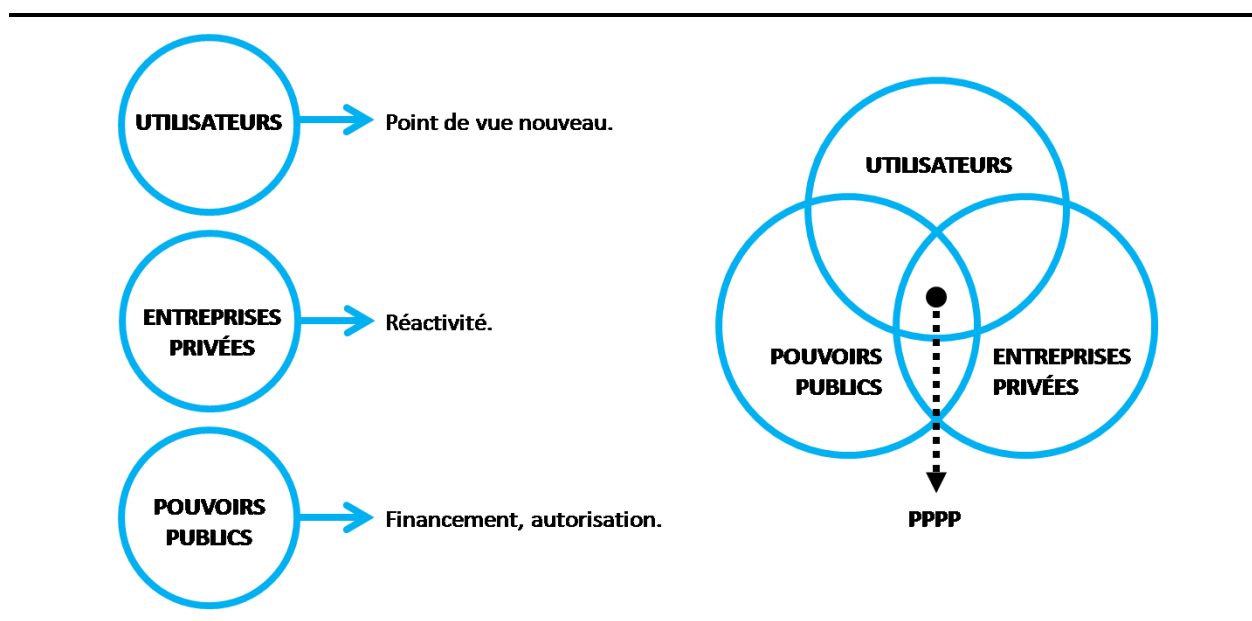 UTILISATEURS
Point de vue nouveau.
ENTREPRISES
PRIVÉES
Réactivité.
POUVOIRS
PUBLICS
Financement, autorisation.
UTILISATEURS
POUVOIRS
PUBLICS
ENTREPRISES
PRIVÉES
PPPP